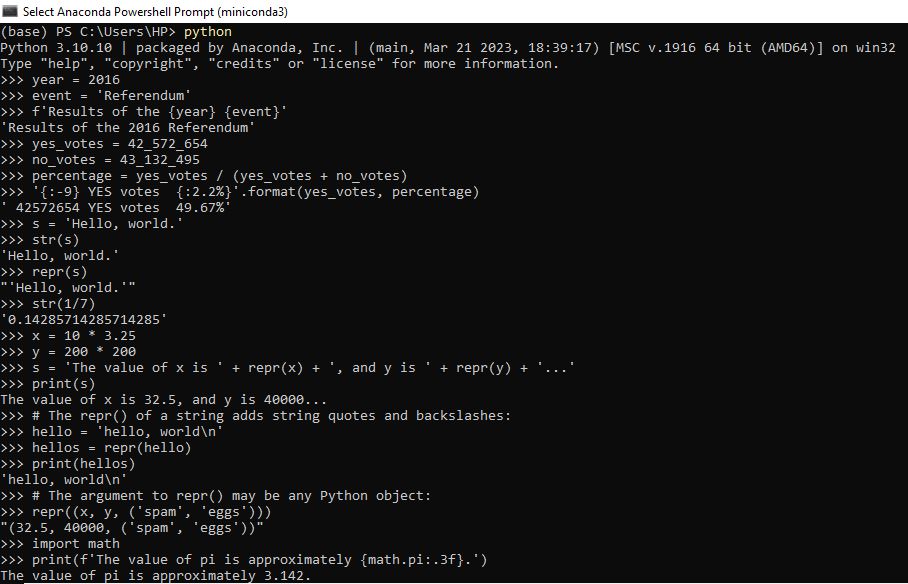 Select Anaconda Powershell Prompt (miniconda3)
(base) PS C:\Users\HP> python
Python 3.10.10 | packaged by Anaconda, Inc. | (main, Mar 21 2023, 18:39:17) [MSC v.1916 64 bit (AMD64)] on win32
Type "help", "copyright", "credits" or "license" for more information.
>>> year = 2016
>>> event = 'Referendum'
>>> f'Results of the {year} {event}'
'Results of the 2016 Referendum'
>>> yes_votes = 42_572_654
>>> no_votes = 43_132_495
>>> percentage = yes_votes / (yes_votes + no_votes)
>>> '{:-9} YES votes  {:2.2%}'.format(yes_votes, percentage)
' 42572654 YES votes  49.67%'
>>> s = 'Hello, world.'
>>> str(s)
'Hello, world.'
>>> repr(s)
"'Hello, world.'"
>>> str(1/7)
'0.14285714285714285'
>>> x = 10 * 3.25
>>> y = 200 * 200
>>> s = 'The value of x is ' + repr(x) + ', and y is ' + repr(y) + '...'
>>> print(s)
The value of x is 32.5, and y is 40000...
>>> # The repr() of a string adds string quotes and backslashes:
>>> hello = 'hello, world\n'
>>> hellos = repr(hello)
>>> print(hellos)
'hello, world\n'
>>> # The argument to repr() may be any Python object:
>>> repr((x, y, ('spam', 'eggs')))
"(32.5, 40000, ('spam', 'eggs'))"
>>> import math
>>> print(f'The value of pi is approximately {math.pi:.3f}.')
The value of pi is approximately 3.142.